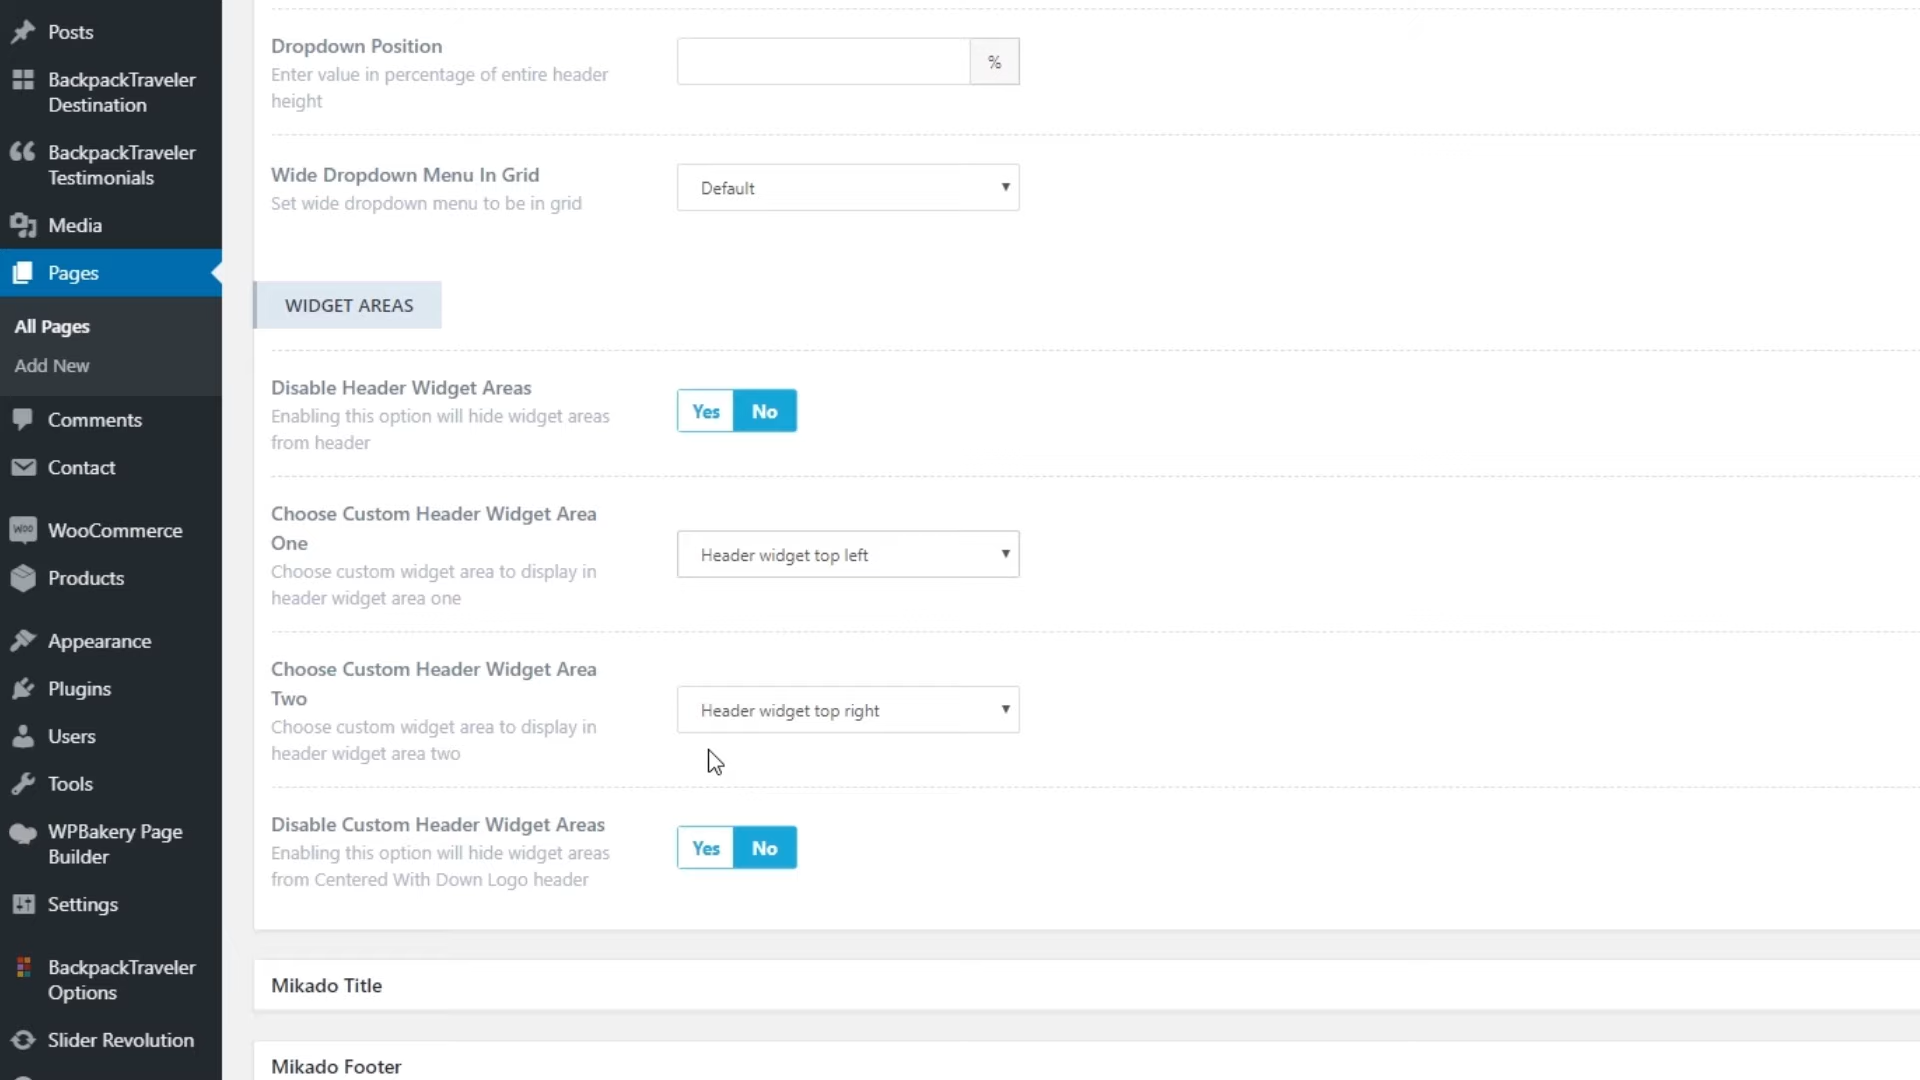 Posts
BackpackTraveler
Destination
BackpackTraveler
Testimonials
Media
Pages
All Pages
Add New
Comments
Contact
WOO
WooCommerce
Products
Appearance
Plugins
Users
Tools
WPBakery Page
Builder
Settings
BackpackTraveler
Options
Slider Revolution
Dropdown Position
Enter value in percentage of entire header
height
%
Wide Dropdown Menu In Grid
Set wide dropdown menu to be in grid
Default
WIDGET AREAS
Disable Header Widget Areas
Enabling this option will hide widget areas
from header
Yes No
Choose Custom Header Widget Area
One
Choose custom widget area to display in
header widget area one
Header widget top left
Choose Custom Header Widget Area
Two
Choose custom widget area to display in
header widget area two
Header widget top right
Disable Custom Header Widget Areas
Enabling this option will hide widget areas
from Centered With Down Logo header
Yes No
Mikado Title
Mikado Footer